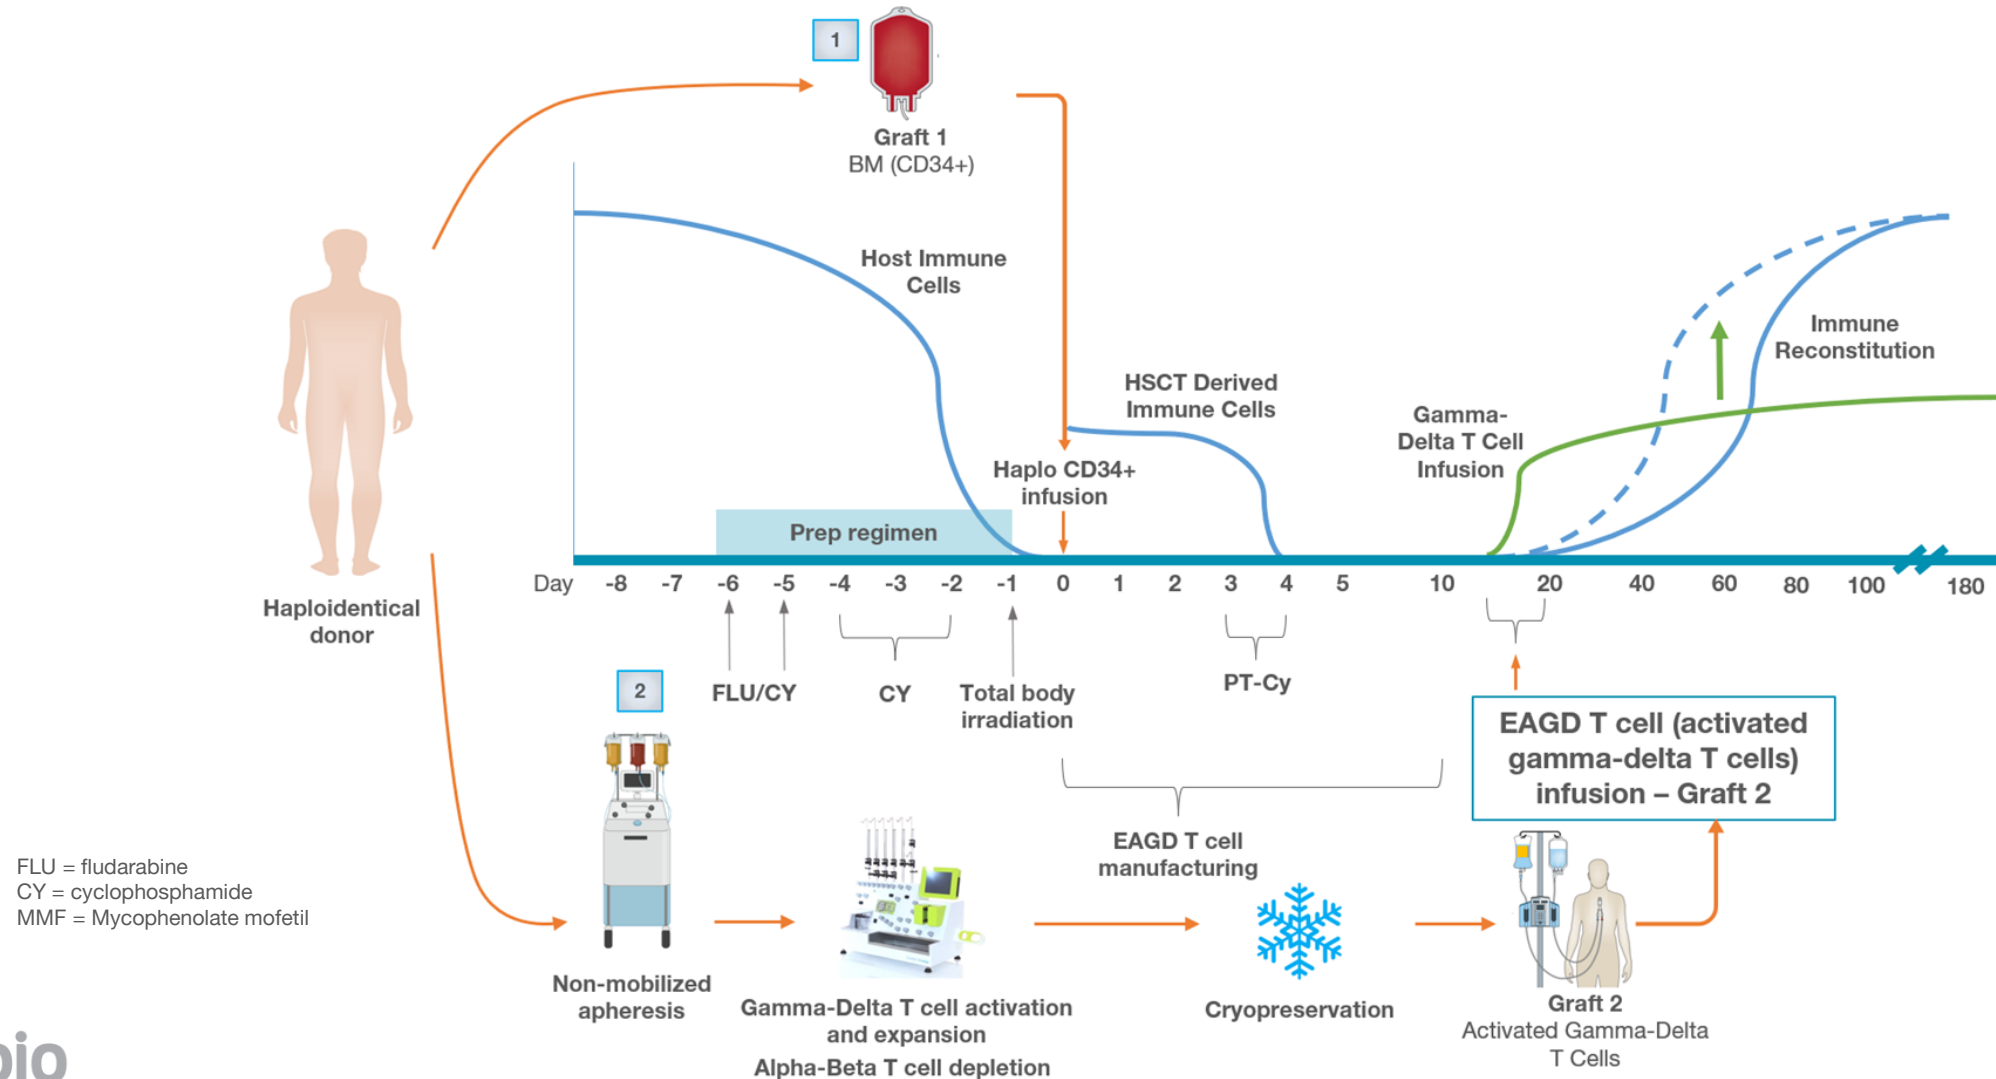 1
Graft 1
BM (CD34+)
Host Immune
Cells
HSCT Derived
Immune Cells
Haplo CD34+
infusion
Gamma-
Delta T Cell
Infusion
Immune
Reconstitution
Prep regimen
Day -8 -7 -6 -5 -4 -3 -2 -1 0 1 2 3 4 5 10 20 40 60 80 100 180
Haploidentical
donor
FLU/CY
CY
Total body
irradiation
PT-Cy
2
EAGD T cell (activated
gamma-delta T cells)
infusion – Graft 2
EAGD T cell
manufacturing
FLU = fludarabine
CY = cyclophosphamide
MMF = Mycophenolate mofetil
Non-mobilized
apheresis
Gamma-Delta T cell activation
and expansion
Alpha-Beta T cell depletion
Cryopreservation
Graft 2
Activated Gamma-Delta
T Cells
bio